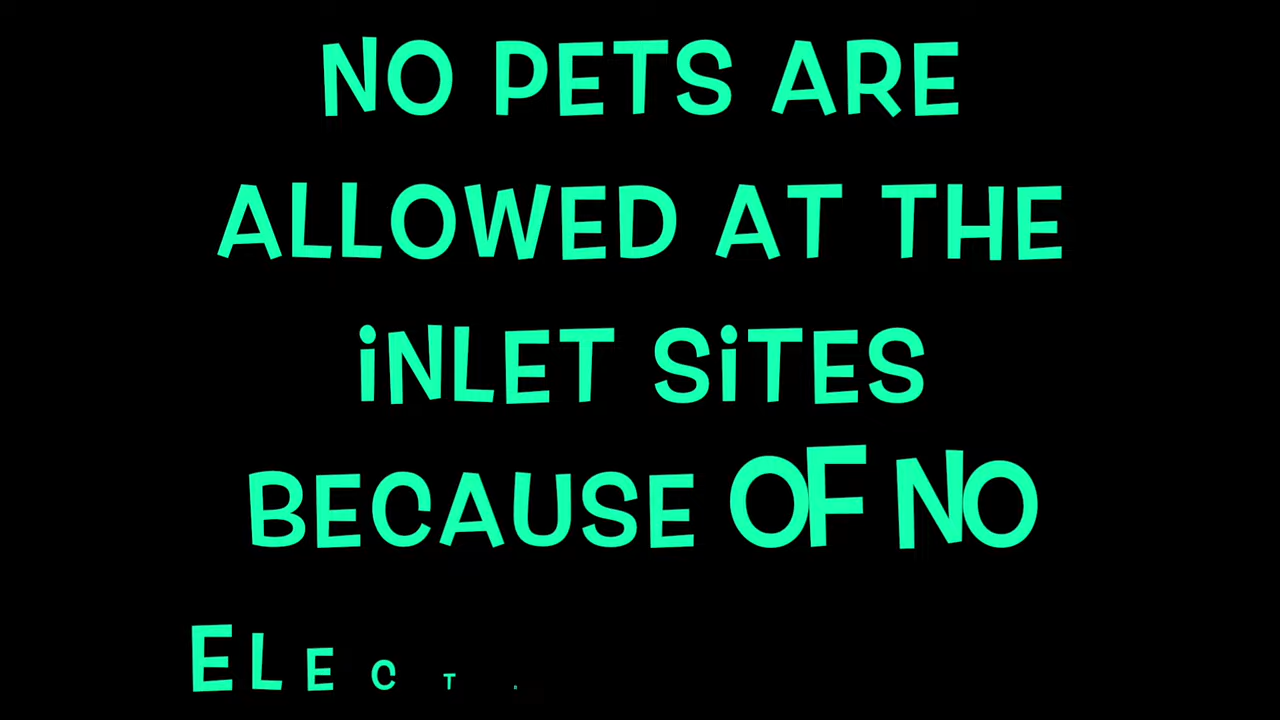 NO PETS ARE
ALLOWED AT THE
iNLET SiTES
BECAUSE OF NO
ELECT